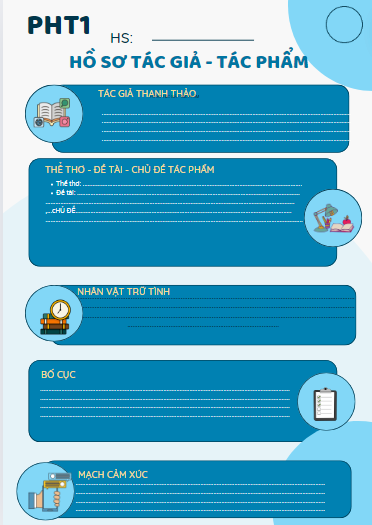 PHT1
HS: ____________
HỒ SƠ TÁC GIẢ - TÁC PHẨM
TÁC GIẢ THANH THẢO
THỂ THƠ - ĐỀ TÀI - CHỦ ĐỀ TÁC PHẨM
• Thể thơ:
• Đề tài:
CHỦ ĐỀ
NHÂN VẬT TRỮ TÌNH
BỐ CỤC
MẠCH CẢM XÚC